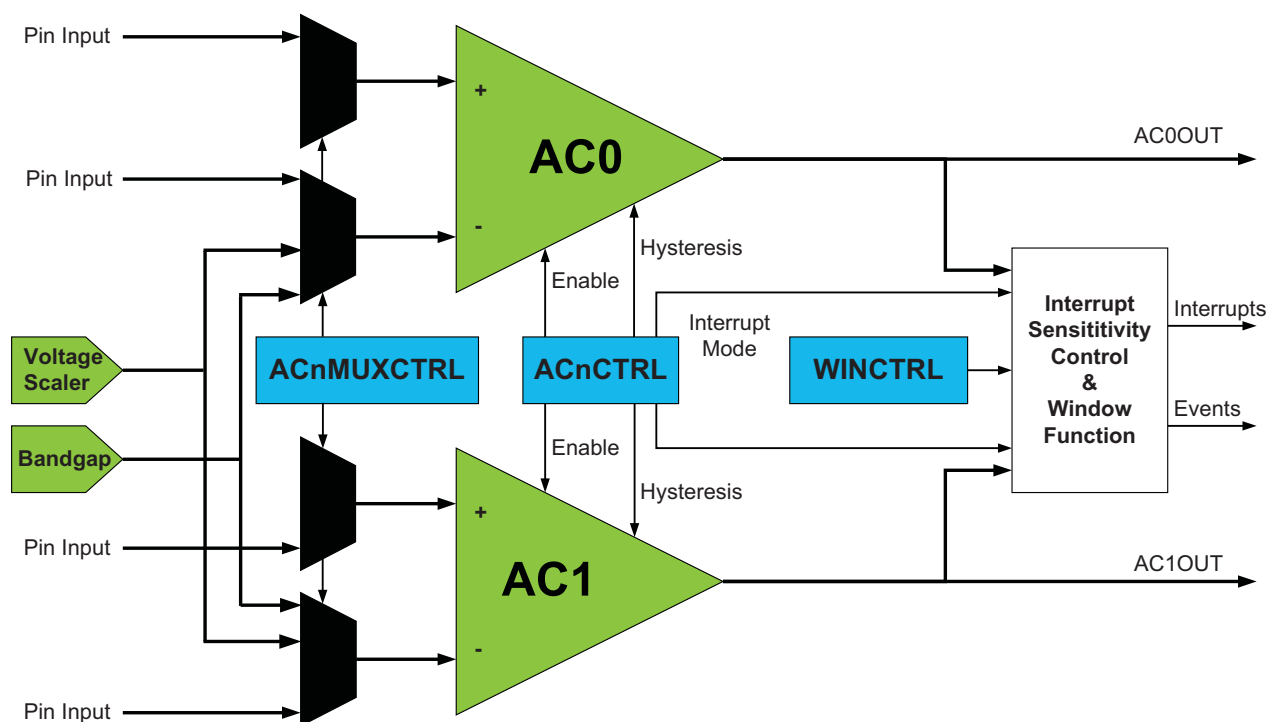 Pin Input
+
AC0
AC0OUT
Pin Input
-
Hysteresis
Enable
Voltage
Scaler
ACnMUXCTRL
ACnCTRL
Interrupt
Mode
WINCTRL
Interrupt
Sensititivity
Control
&
Window
Function
Interrupts
Events
Bandgap
Enable
Hysteresis
Pin Input
+
AC1
AC1OUT
-
Pin Input